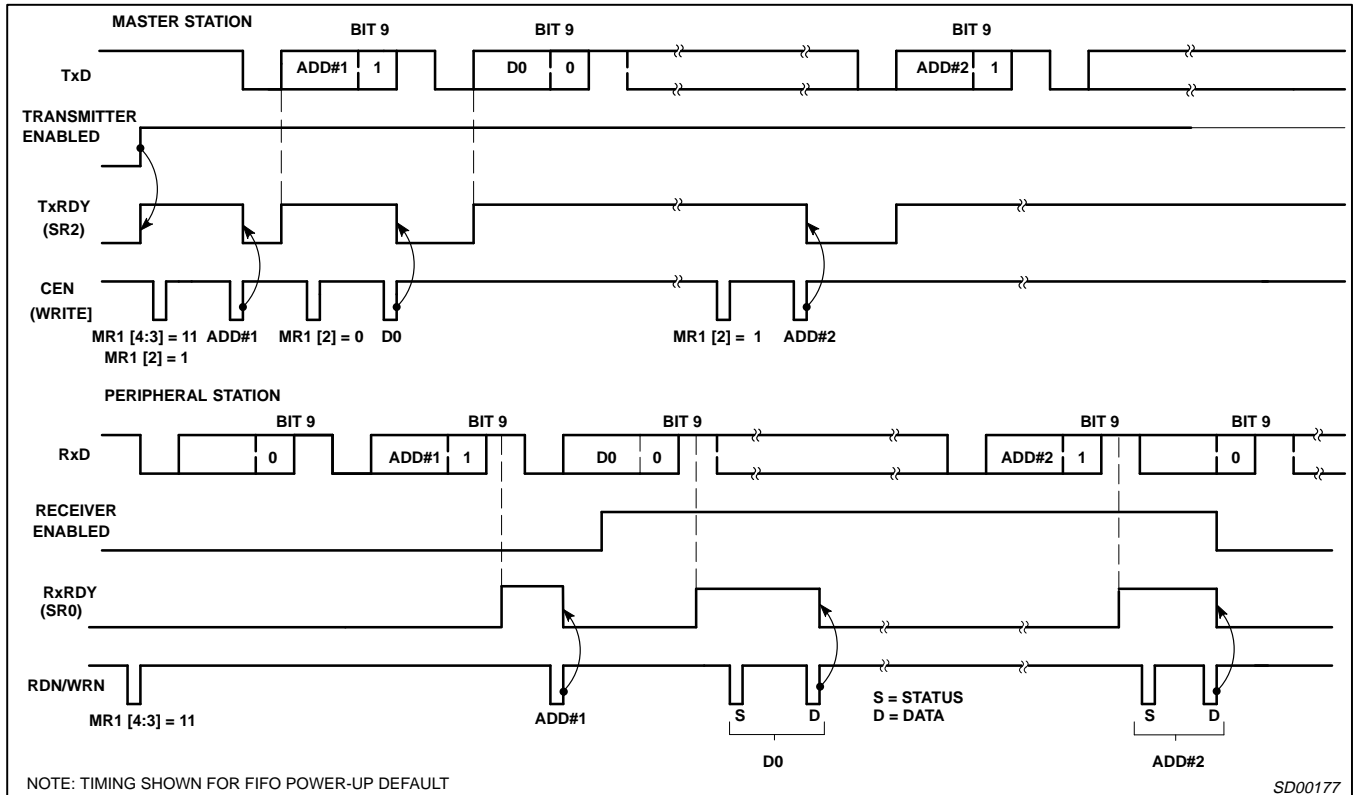 MASTER STATION
BIT 9 BIT 9 BIT 9
TxD ADD#1 1 D0 0 ADD#2 1
TRANSMITTER
ENABLED
TxRDY
(SR2)
CEN
(WRITE]
MR1 [4:3] = 11 ADD#1 MR1 [2] = 0 D0 MR1 [2] = 1 ADD#2
MR1 [2] = 1
PERIPHERAL STATION
BIT 9 BIT 9 BIT 9 BIT 9 BIT 9
RxD 0 ADD#1 1 D0 0 ADD#2 1 0
RECEIVER
ENABLED
RxRDY
(SR0)
RDN/WRN
MR1 [4:3] = 11 ADD#1 S D S = STATUS S D
D = DATA
D0 ADD#2
NOTE: TIMING SHOWN FOR FIFO POWER-UP DEFAULT SD00177